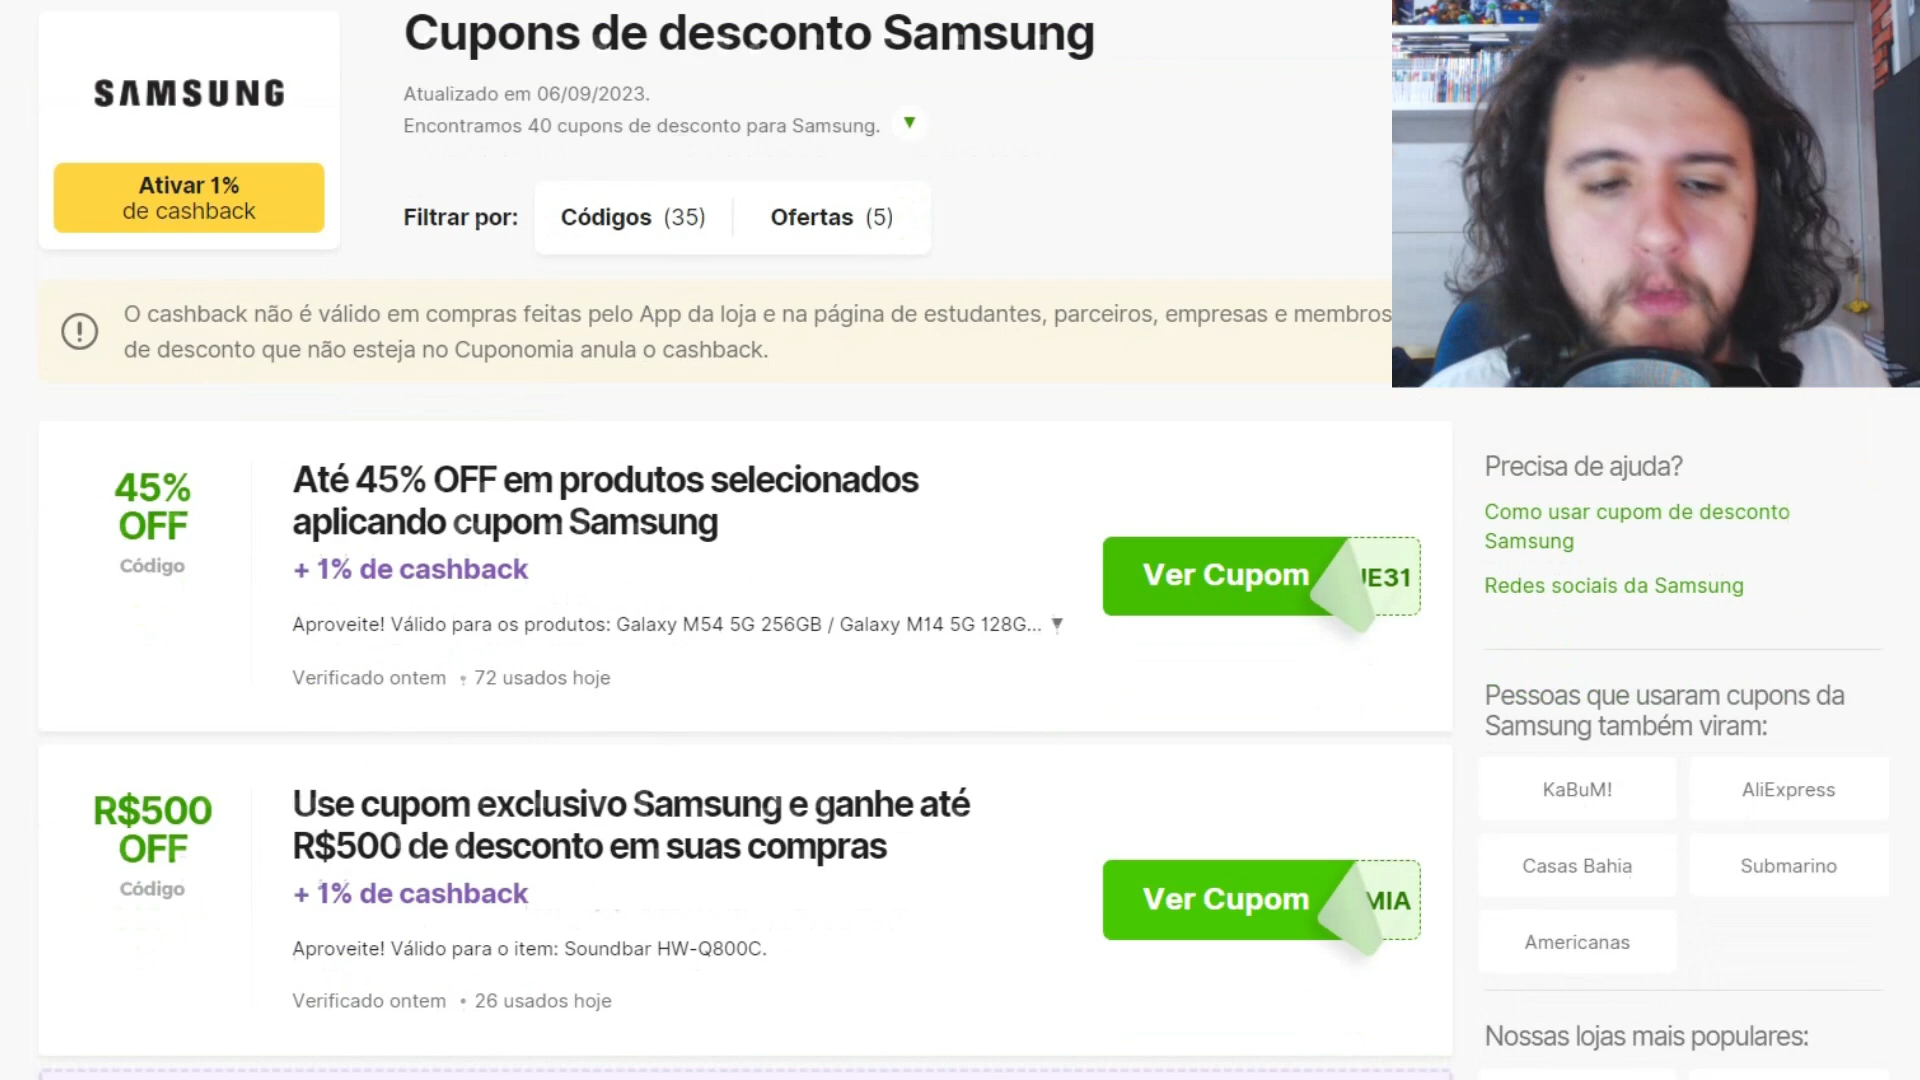 SAMSUNG
Ativar 1%
de cashback
Cupons de desconto Samsung
Atualizado em 06/09/2023.
Encontramos 40 cupons de desconto para Samsung.
Filtrar por: Códigos (35) Ofertas (5)
O cashback não é válido em compras feitas pelo App da loja e na página de estudantes, parceiros, empresas e membros
de desconto que não esteja no Cuponomia anula o cashback.
45%
OFF
Código
Até 45% OFF em produtos selecionados
aplicando cupom Samsung
+ 1% de cashback
Aproveite! Válido para os produtos: Galaxy M54 5G 256GB / Galaxy M14 5G 128G...
Verificado ontem • 72 usados hoje
Ver Cupom
E31
R$500
OFF
Código
Use cupom exclusivo Samsung e ganhe até
R$500 de desconto em suas compras
+ 1% de cashback
Aproveite! Válido para o item: Soundbar HW-Q800C.
Verificado ontem • 26 usados hoje
Ver Cupom
MIA
Precisa de ajuda?
Como usar cupom de desconto
Samsung
Redes sociais da Samsung
Pessoas que usaram cupons da
Samsung também viram:
KaBuM!
AliExpress
Casas Bahia
Submarino
Americanas
Nossas lojas mais populares: